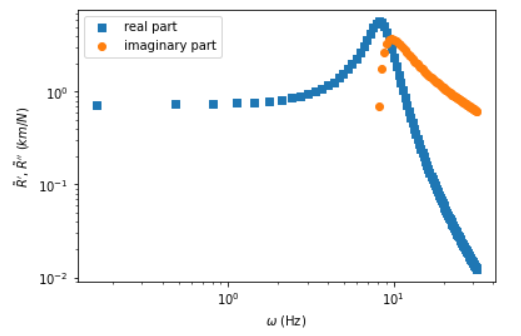 real part
imaginary part
R̃′, R̃″ (km/N)
10⁰
10⁻¹
10⁻²
10⁰ 10¹
ω (Hz)